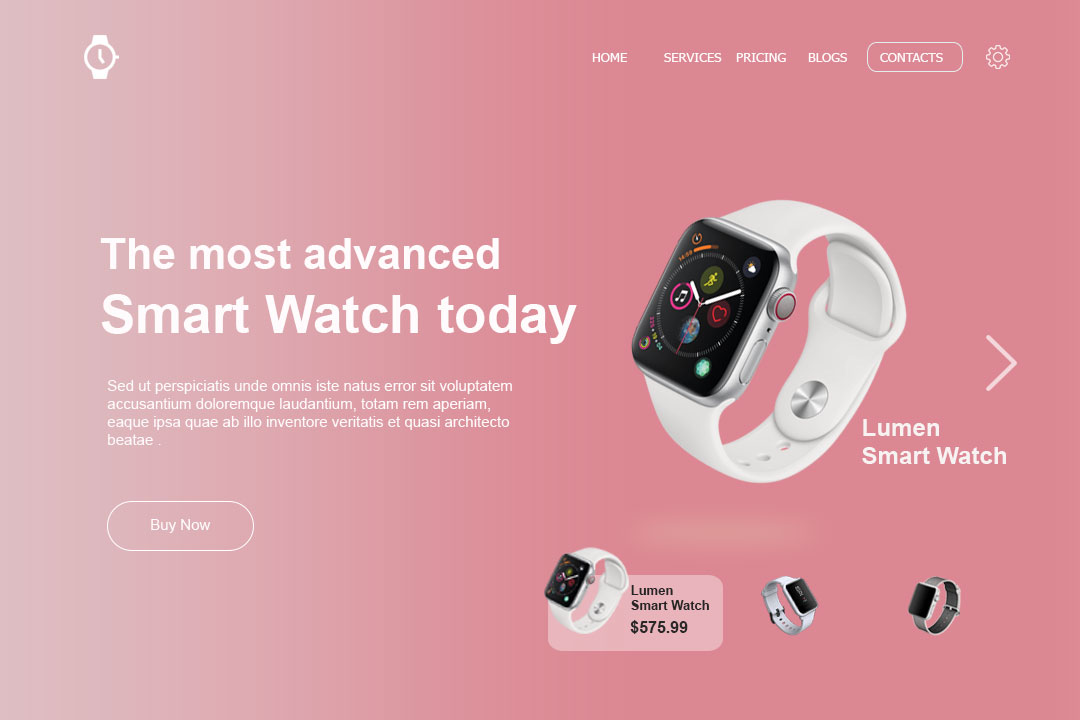 HOME SERVICES PRICING BLOGS CONTACTS
The most advanced
Smart Watch today
Sed ut perspiciatis unde omnis iste natus error sit voluptatem
accusantium doloremque laudantium, totam rem aperiam,
eaque ipsa quae ab illo inventore veritatis et quasi architecto
beatae .
Buy Now
Lumen
Smart Watch
Lumen
Smart Watch
$575.99